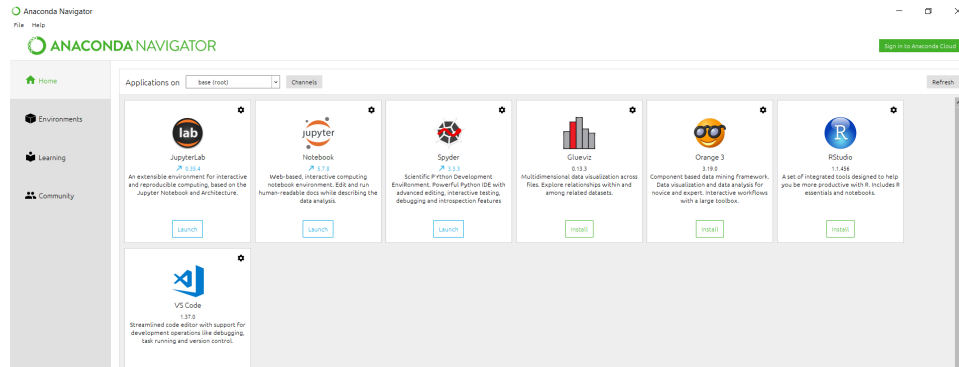 Anaconda Navigator
File Help
ANACONDA NAVIGATOR
Sign in to Anaconda Cloud
Home
Applications on base (root) Channels
Refresh
Environments
Learning
Community
lab
JupyterLab
0.35.4
An extensible environment for interactive
and reproducible computing, based on the
Jupyter Notebook and Architecture.
Launch
jupyter
Notebook
5.7.8
Web-based, interactive computing
notebook environment. Edit and run
human-readable docs while describing the
data analysis.
Launch
Spyder
3.3.3
Scientific PYthon Development
EnviRonment. Powerful Python IDE with
advanced editing, interactive testing,
debugging and introspection features
Launch
Glueviz
0.13.3
Multidimensional data visualization across
files. Explore relationships within and
among related datasets.
Install
Orange 3
3.19.0
Component based data mining framework.
Data visualization and data analysis for
novice and expert. Interactive workflows
with a large toolbox.
Install
R
RStudio
1.1.456
A set of integrated tools designed to help
you be more productive with R. Includes R
essentials and notebooks.
Install
VS Code
1.37.0
Streamlined code editor with support for
development operations like debugging,
task running and version control.